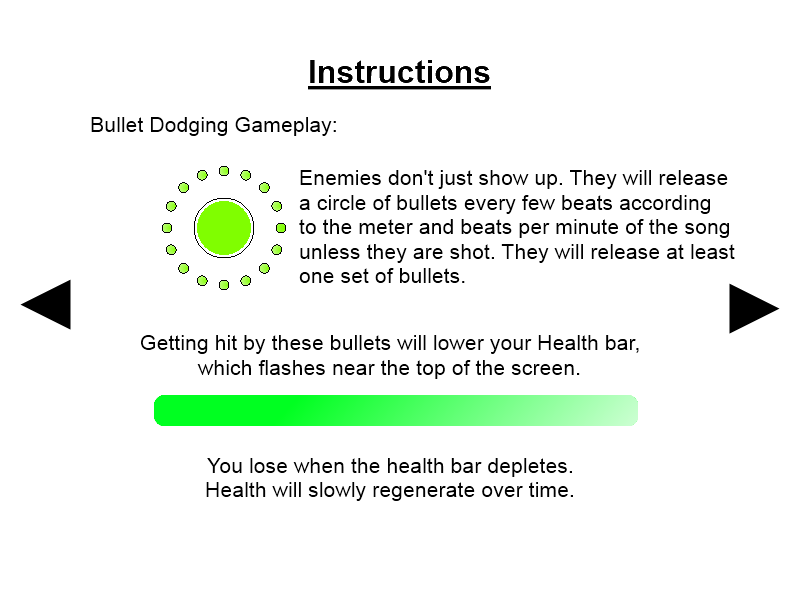 Instructions
Bullet Dodging Gameplay:
Enemies don't just show up. They will release
a circle of bullets every few beats according
to the meter and beats per minute of the song
unless they are shot. They will release at least
one set of bullets.
Getting hit by these bullets will lower your Health bar,
which flashes near the top of the screen.
You lose when the health bar depletes.
Health will slowly regenerate over time.